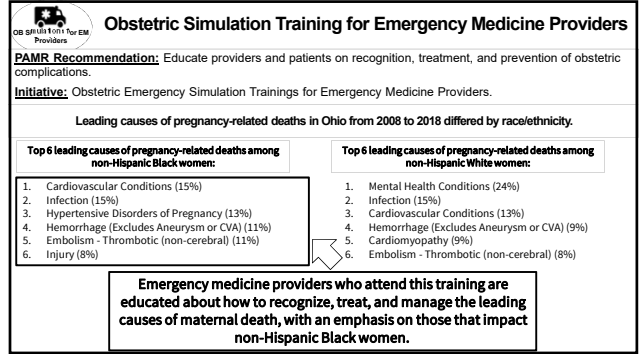 OB Simulations for EM
Providers
Obstetric Simulation Training for Emergency Medicine Providers
PAMR Recommendation: Educate providers and patients on recognition, treatment, and prevention of obstetric
complications.
Initiative: Obstetric Emergency Simulation Trainings for Emergency Medicine Providers.
Leading causes of pregnancy-related deaths in Ohio from 2008 to 2018 differed by race/ethnicity.
Top 6 leading causes of pregnancy-related deaths among
non-Hispanic Black women:
1. Cardiovascular Conditions (15%)
2. Infection (15%)
3. Hypertensive Disorders of Pregnancy (13%)
4. Hemorrhage (Excludes Aneurysm or CVA) (11%)
5. Embolism - Thrombotic (non-cerebral) (11%)
6. Injury (8%)
Top 6 leading causes of pregnancy-related deaths among
non-Hispanic White women:
1. Mental Health Conditions (24%)
2. Infection (15%)
3. Cardiovascular Conditions (13%)
4. Hemorrhage (Excludes Aneurysm or CVA) (9%)
5. Cardiomyopathy (9%)
6. Embolism - Thrombotic (non-cerebral) (8%)
Emergency medicine providers who attend this training are
educated about how to recognize, treat, and manage the leading
causes of maternal death, with an emphasis on those that impact
non-Hispanic Black women.